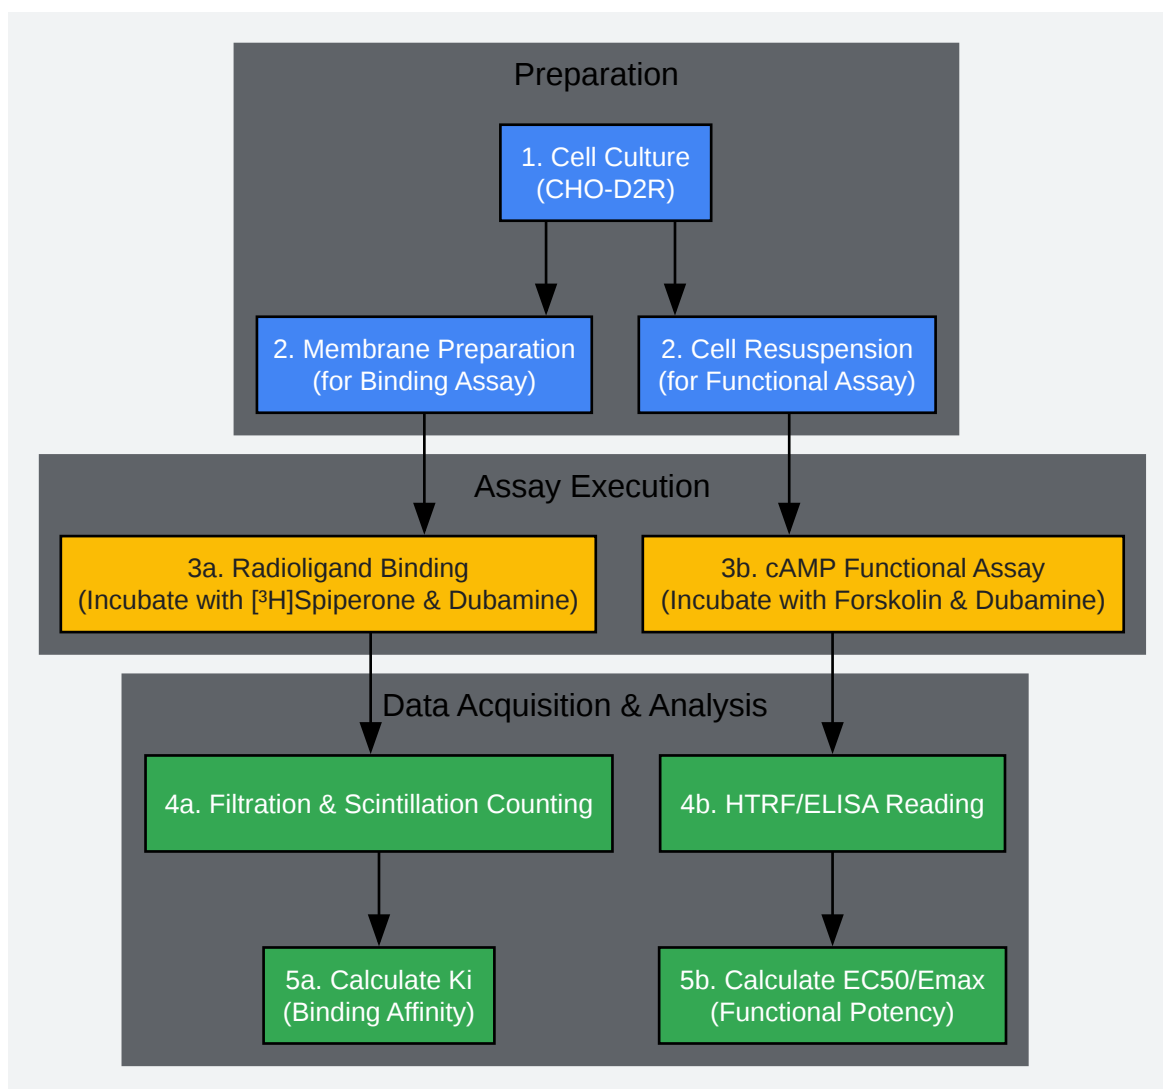 Preparation
1. Cell Culture
(CHO-D2R)
2. Membrane Preparation
(for Binding Assay)
2. Cell Resuspension
(for Functional Assay)
Assay Execution
3a. Radioligand Binding
(Incubate with [³H]Spiperone & Dubamine)
3b. cAMP Functional Assay
(Incubate with Forskolin & Dubamine)
Data Acquisition & Analysis
4a. Filtration & Scintillation Counting
4b. HTRF/ELISA Reading
5a. Calculate Ki
(Binding Affinity)
5b. Calculate EC50/Emax
(Functional Potency)